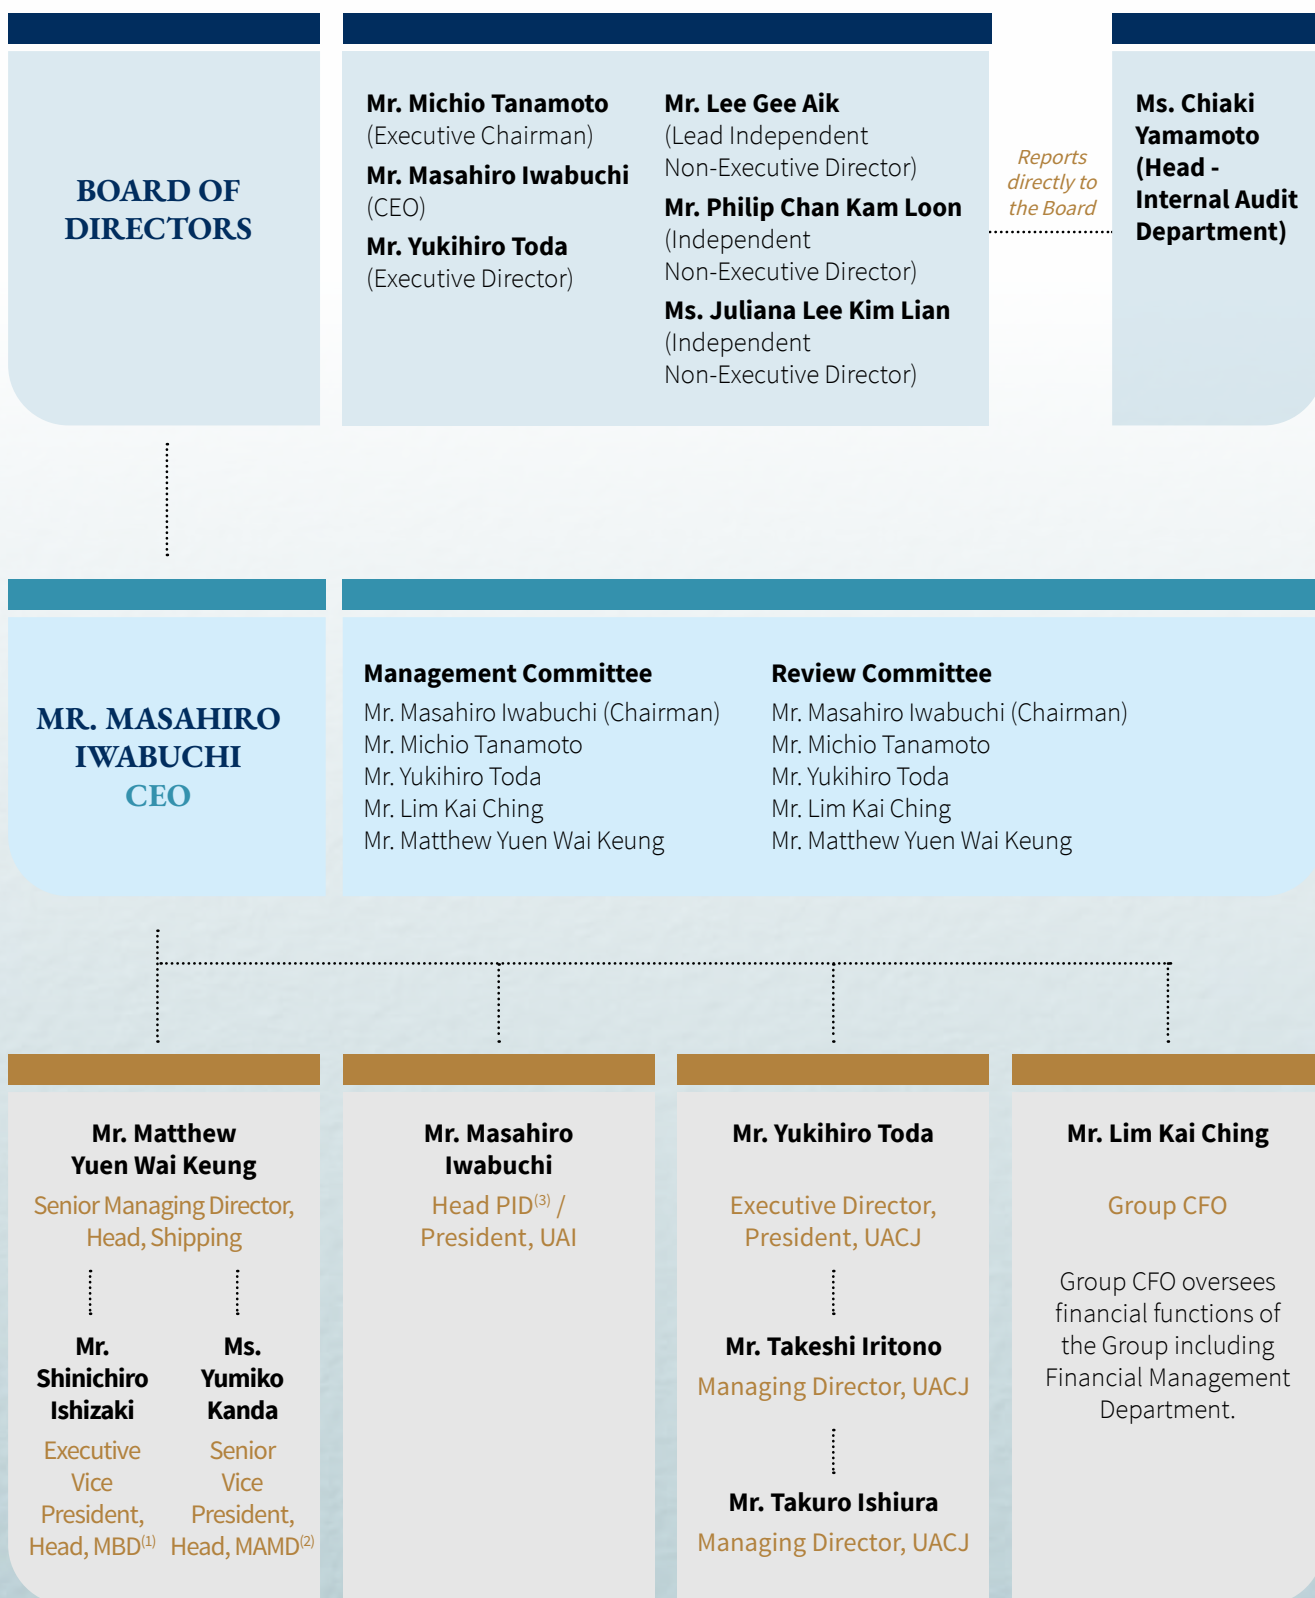 BOARD OF
DIRECTORS
Mr. Michio Tanamoto
(Executive Chairman)
Mr. Masahiro Iwabuchi
(CEO)
Mr. Yukihiro Toda
(Executive Director)
Mr. Lee Gee Aik
(Lead Independent
Non-Executive Director)
Mr. Philip Chan Kam Loon
(Independent
Non-Executive Director)
Ms. Juliana Lee Kim Lian
(Independent
Non-Executive Director)
Reports
directly to
the Board
Ms. Chiaki
Yamamoto
(Head -
Internal Audit
Department)
MR. MASAHIRO
IWABUCHI
CEO
Management Committee
Mr. Masahiro Iwabuchi (Chairman)
Mr. Michio Tanamoto
Mr. Yukihiro Toda
Mr. Lim Kai Ching
Mr. Matthew Yuen Wai Keung
Review Committee
Mr. Masahiro Iwabuchi (Chairman)
Mr. Michio Tanamoto
Mr. Yukihiro Toda
Mr. Lim Kai Ching
Mr. Matthew Yuen Wai Keung
Mr. Matthew
Yuen Wai Keung
Senior Managing Director,
Head, Shipping
Mr.
Shinichiro
Ishizaki
Executive
Vice
President,
Head, MBD(1)
Ms.
Yumiko
Kanda
Senior
Vice
President,
Head, MAMD(2)
Mr. Masahiro
Iwabuchi
Head PID(3) /
President, UAI
Mr. Yukihiro Toda
Executive Director,
President, UACJ
Mr. Takeshi Iritono
Managing Director, UACJ
Mr. Takuro Ishiura
Managing Director, UACJ
Mr. Lim Kai Ching
Group CFO
Group CFO oversees
financial functions of
the Group including
Financial Management
Department.